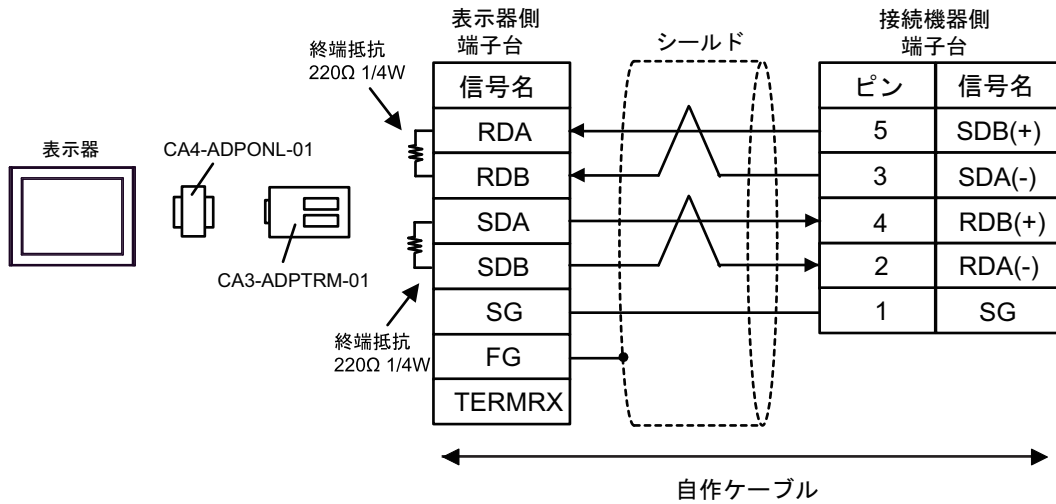 表示器側
端子台
シールド
接続機器側
端子台
終端抵抗
220Ω 1/4W
信号名
ピン 信号名
RDA 5 SDB(+)
RDB 3 SDA(-)
SDA 4 RDB(+)
SDB 2 RDA(-)
SG 1 SG
FG
TERMRX
表示器
CA4-ADPONL-01
CA3-ADPTRM-01
終端抵抗
220Ω 1/4W
自作ケーブル